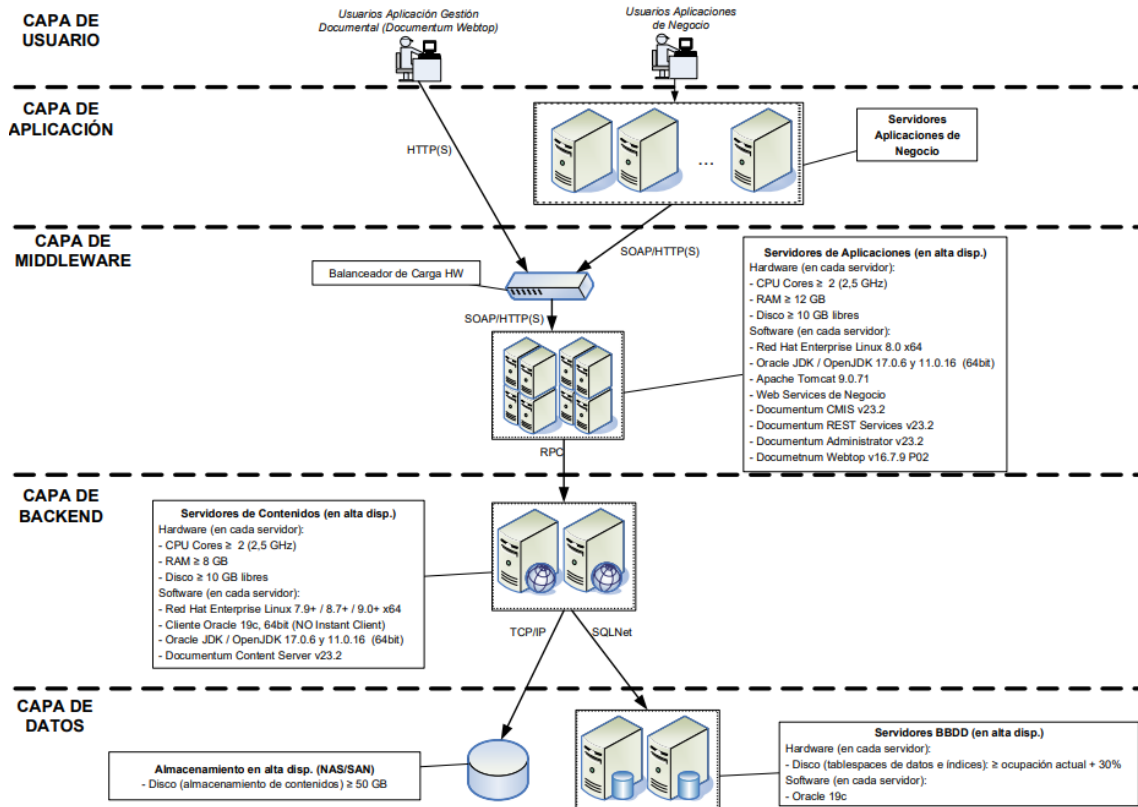 CAPA DE
USUARIO
Usuarios Aplicación Gestión
Documental (Documentum Webtop)
Usuarios Aplicaciones
de Negocio
CAPA DE
APLICACIÓN
HTTP(S)
...
Servidores
Aplicaciones de
Negocio
CAPA DE
MIDDLEWARE
Balanceador de Carga HW
SOAP/HTTP(S)
SOAP/HTTP(S)
Servidores de Aplicaciones (en alta disp.)
Hardware (en cada servidor):
- CPU Cores ≥ 2 (2,5 GHz)
- RAM ≥ 12 GB
- Disco ≥ 10 GB libres
Software (en cada servidor):
- Red Hat Enterprise Linux 8.0 x64
- Oracle JDK / OpenJDK 17.0.6 y 11.0.16 (64bit)
- Apache Tomcat 9.0.71
- Web Services de Negocio
- Documentum CMIS v23.2
- Documentum REST Services v23.2
- Documentum Administrator v23.2
- Documetnum Webtop v16.7.9 P02
RPC
CAPA DE
BACKEND
Servidores de Contenidos (en alta disp.)
Hardware (en cada servidor):
- CPU Cores ≥ 2 (2,5 GHz)
- RAM ≥ 8 GB
- Disco ≥ 10 GB libres
Software (en cada servidor):
- Red Hat Enterprise Linux 7.9+ / 8.7+ / 9.0+ x64
- Cliente Oracle 19c, 64bit (NO Instant Client)
- Oracle JDK / OpenJDK 17.0.6 y 11.0.16 (64bit)
- Documentum Content Server v23.2
TCP/IP
SQLNet
CAPA DE
DATOS
Almacenamiento en alta disp. (NAS/SAN)
- Disco (almacenamiento de contenidos) ≥ 50 GB
Servidores BBDD (en alta disp.)
Hardware (en cada servidor):
- Disco (tablespaces de datos e índices): ≥ ocupación actual + 30%
Software (en cada servidor):
- Oracle 19c